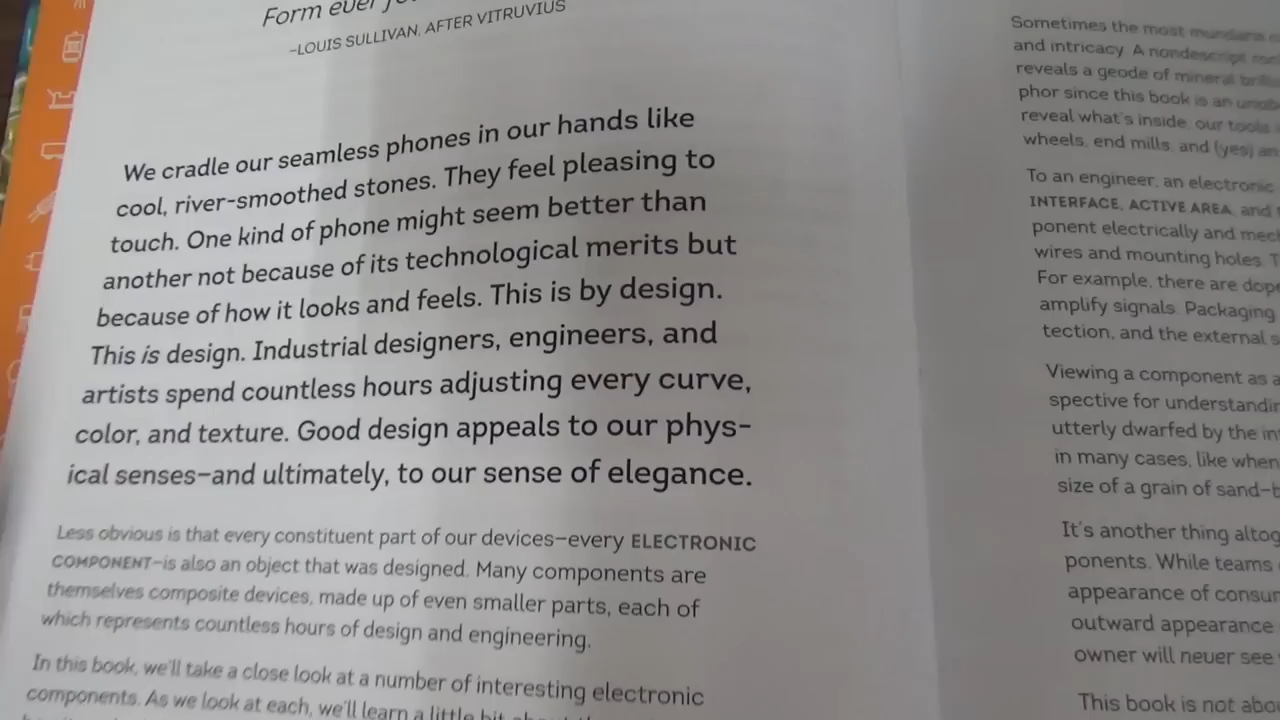 Form ever
–LOUIS SULLIVAN, AFTER VITRUVIUS
We cradle our seamless phones in our hands like
cool, river-smoothed stones. They feel pleasing to
touch. One kind of phone might seem better than
another not because of its technological merits but
because of how it looks and feels. This is by design.
This is design. Industrial designers, engineers, and
artists spend countless hours adjusting every curve,
color, and texture. Good design appeals to our phys-
ical senses—and ultimately, to our sense of elegance.
Less obvious is that every constituent part of our devices—every ELECTRONIC
COMPONENT—is also an object that was designed. Many components are
themselves composite devices, made up of even smaller parts, each of
which represents countless hours of design and engineering.
In this book, we'll take a close look at a number of interesting electronic
components. As we look at each, we'll learn a little bit about the
Sometimes the most mundane
and intricacy. A nondescript
reveals a geode of mineral
phor since this book is an
reveal what's inside, our tools
wheels, end mills, and (yes)
To an engineer, an electronic
INTERFACE, ACTIVE AREA, and
ponent electrically and
wires and mounting holes.
For example, there are
amplify signals. Packaging
tection, and the external
Viewing a component as
spective for
utterly dwarfed by the
in many cases, like when
size of a grain of sand—
It's another thing
ponents. While teams
appearance of
outward appearance
owner will never see
This book is not